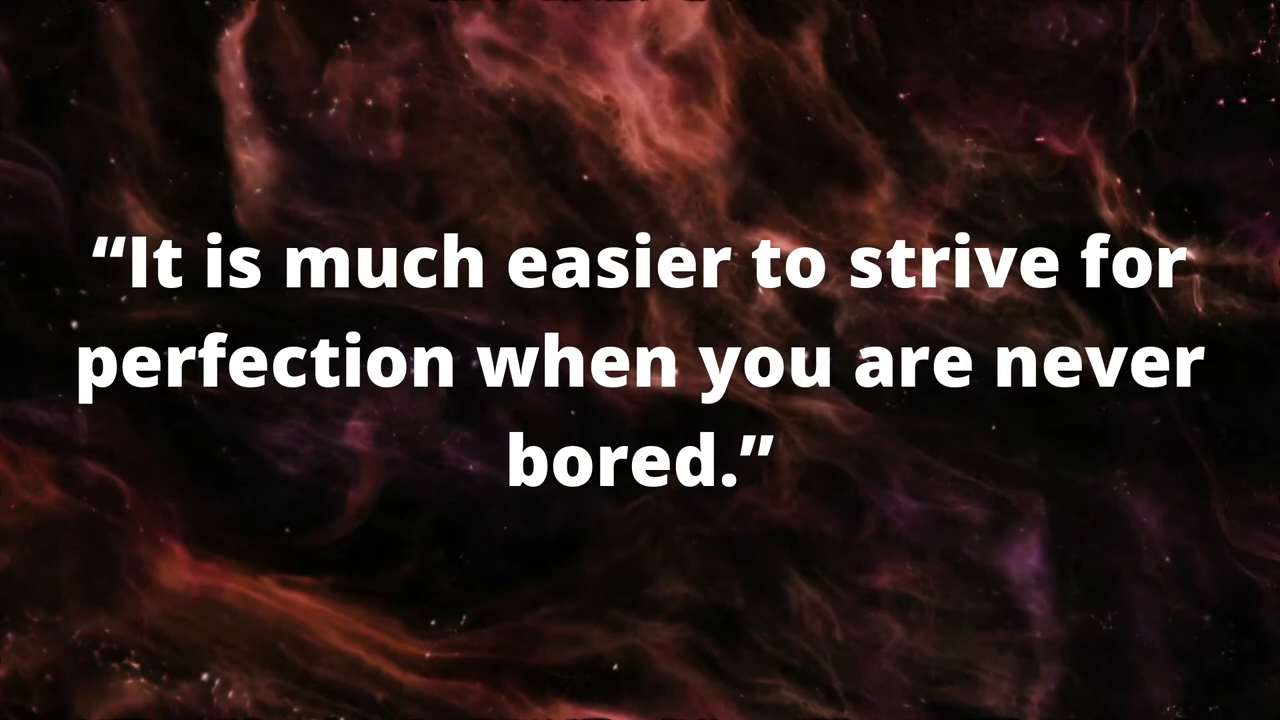 “It is much easier to strive for
perfection when you are never
bored.”